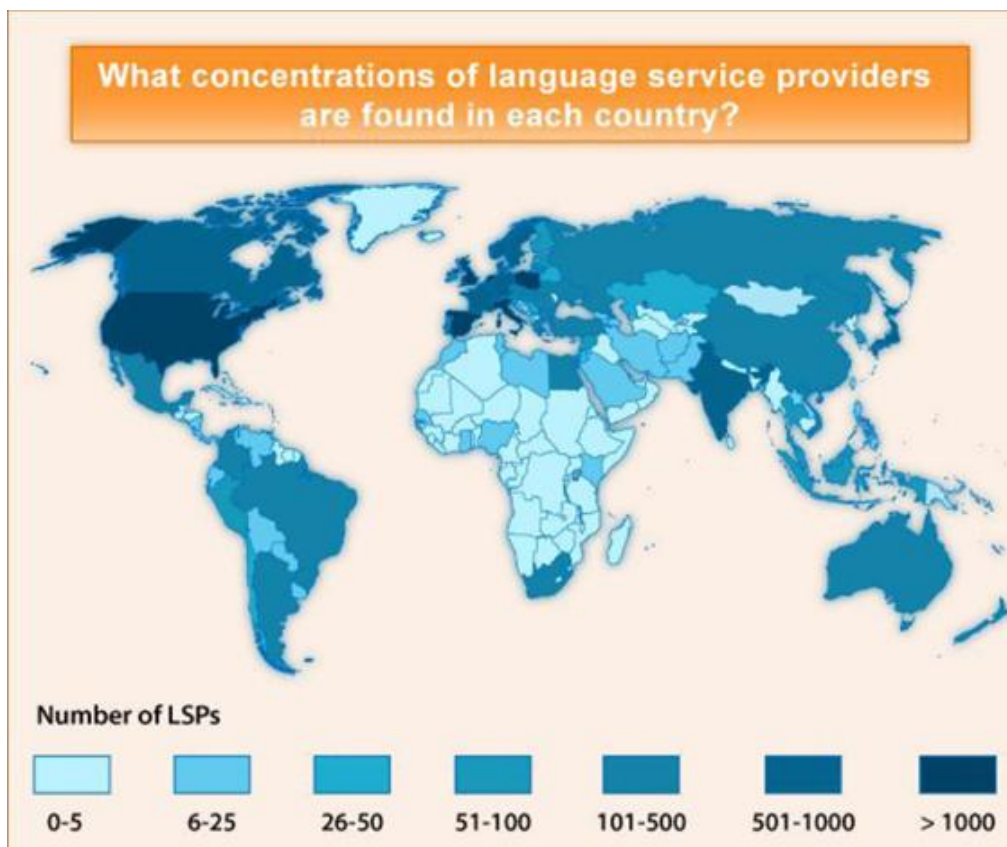 What concentrations of language service providers
are found in each country?
Number of LSPs
0-5
6-25
26-50
51-100
101-500
501-1000
> 1000